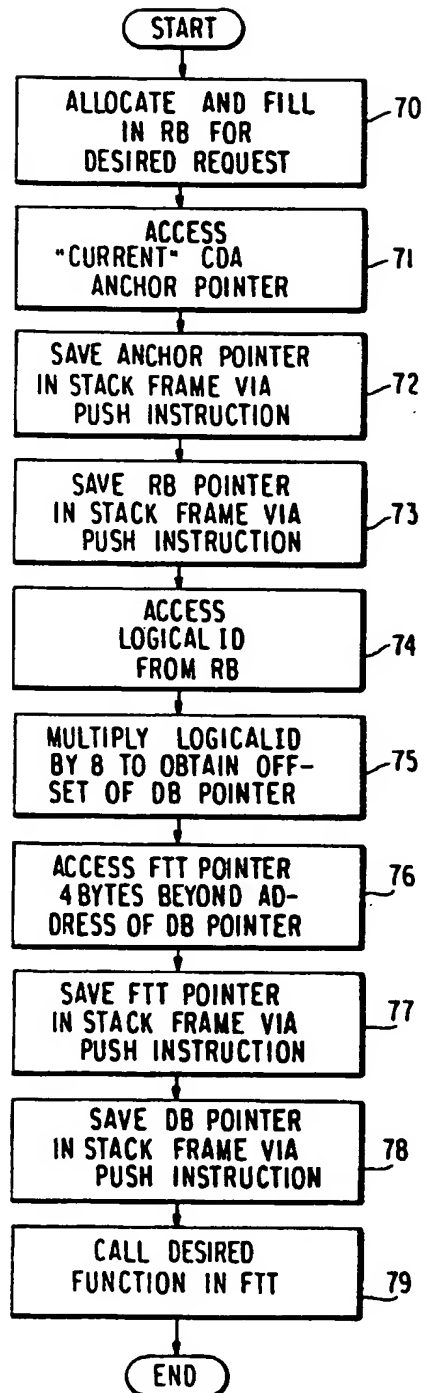 START
ALLOCATE AND FILL
IN RB FOR
DESIRED REQUEST
70
ACCESS
"CURRENT" CDA
ANCHOR POINTER
71
SAVE ANCHOR POINTER
IN STACK FRAME VIA
PUSH INSTRUCTION
72
SAVE RB POINTER
IN STACK FRAME VIA
PUSH INSTRUCTION
73
ACCESS
LOGICAL ID
FROM RB
74
MULTIPLY LOGICALID
BY 8 TO OBTAIN OFF-
SET OF DB POINTER
75
ACCESS FTT POINTER
4 BYTES BEYOND AD-
DRESS OF DB POINTER
76
SAVE FTT POINTER
IN STACK FRAME VIA
PUSH INSTRUCTION
77
SAVE DB POINTER
IN STACK FRAME VIA
PUSH INSTRUCTION
78
CALL DESIRED
FUNCTION IN FTT
79
END